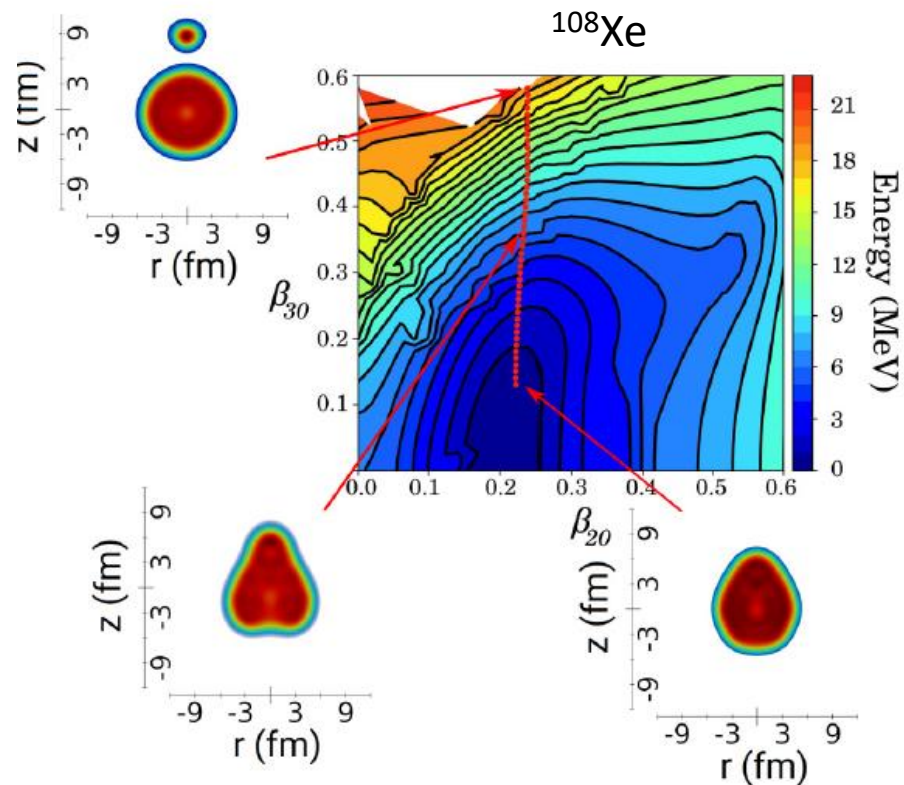 ¹⁰⁸Xe
9
3
-3
-9
z (fm)
-9 -3 3 9
r (fm)
0.6
0.5
0.4
0.3
0.2
0.1
β₃₀
0.0 0.1 0.2 0.3 0.4 0.5 0.6
β₂₀
21
18
15
12
9
6
3
0
Energy (MeV)
9
3
-3
-9
z (fm)
-9 -3 3 9
r (fm)
9
3
-3
-9
z (fm)
-9 -3 3 9
r (fm)